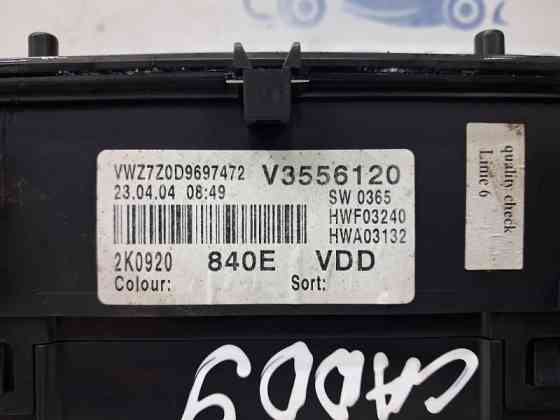 VWZ7Z0D9697472 V3556120
23.04.04 08:49 SW 0365
HWF03240
HWA03132
2K0920 840E VDD
Colour: Sort:
quality check
Linie 6
CADDY